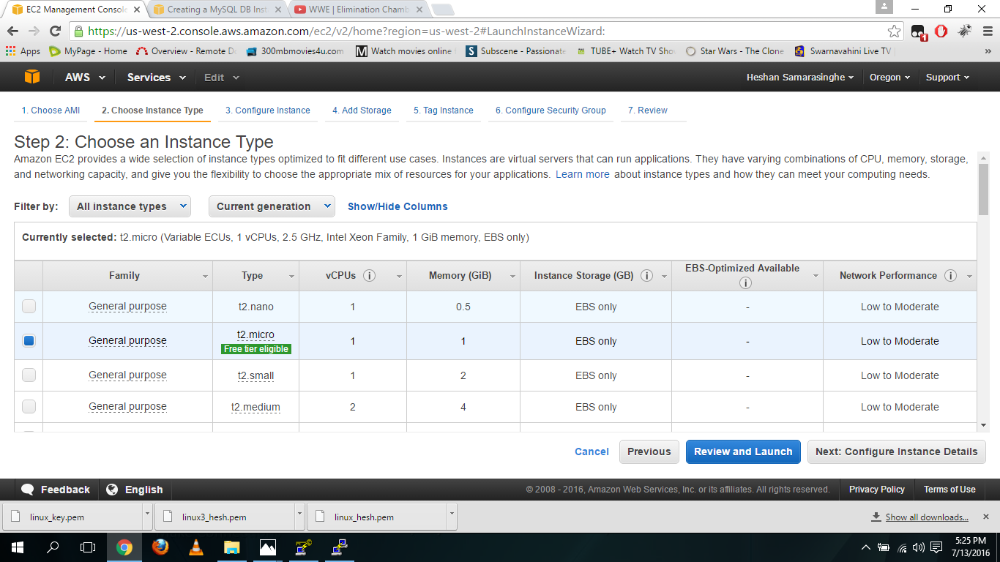 EC2 Management Console
Creating a MySQL DB Inst
WWE | Elimination Chamb
https://us-west-2.console.aws.amazon.com/ec2/v2/home?region=us-west-2#LaunchInstanceWizard:
1
Apps MyPage - Home Overview - Remote D 300mbmovies4u.com Watch movies online Subscene - Passionate TUBE+ Watch TV Sho Star Wars - The Clone Swarnavahini Live TV »
AWS Services Edit Heshan Samarasinghe Oregon Support
1. Choose AMI 2. Choose Instance Type 3. Configure Instance 4. Add Storage 5. Tag Instance 6. Configure Security Group 7. Review
Step 2: Choose an Instance Type
Amazon EC2 provides a wide selection of instance types optimized to fit different use cases. Instances are virtual servers that can run applications. They have varying combinations of CPU, memory, storage,
and networking capacity, and give you the flexibility to choose the appropriate mix of resources for your applications. Learn more about instance types and how they can meet your computing needs.
Filter by: All instance types Current generation Show/Hide Columns
Currently selected: t2.micro (Variable ECUs, 1 vCPUs, 2.5 GHz, Intel Xeon Family, 1 GiB memory, EBS only)
Family Type vCPUs i Memory (GiB) Instance Storage (GB) i EBS-Optimized Available i Network Performance i
General purpose t2.nano 1 0.5 EBS only - Low to Moderate
General purpose t2.micro 1 1 EBS only - Low to Moderate
Free tier eligible
General purpose t2.small 1 2 EBS only - Low to Moderate
General purpose t2.medium 2 4 EBS only - Low to Moderate
Cancel Previous Review and Launch Next: Configure Instance Details
Feedback English © 2008 - 2016, Amazon Web Services, Inc. or its affiliates. All rights reserved. Privacy Policy Terms of Use
linux_key.pem linux3_hesh.pem linux_hesh.pem Show all downloads...
5:25 PM
7/13/2016